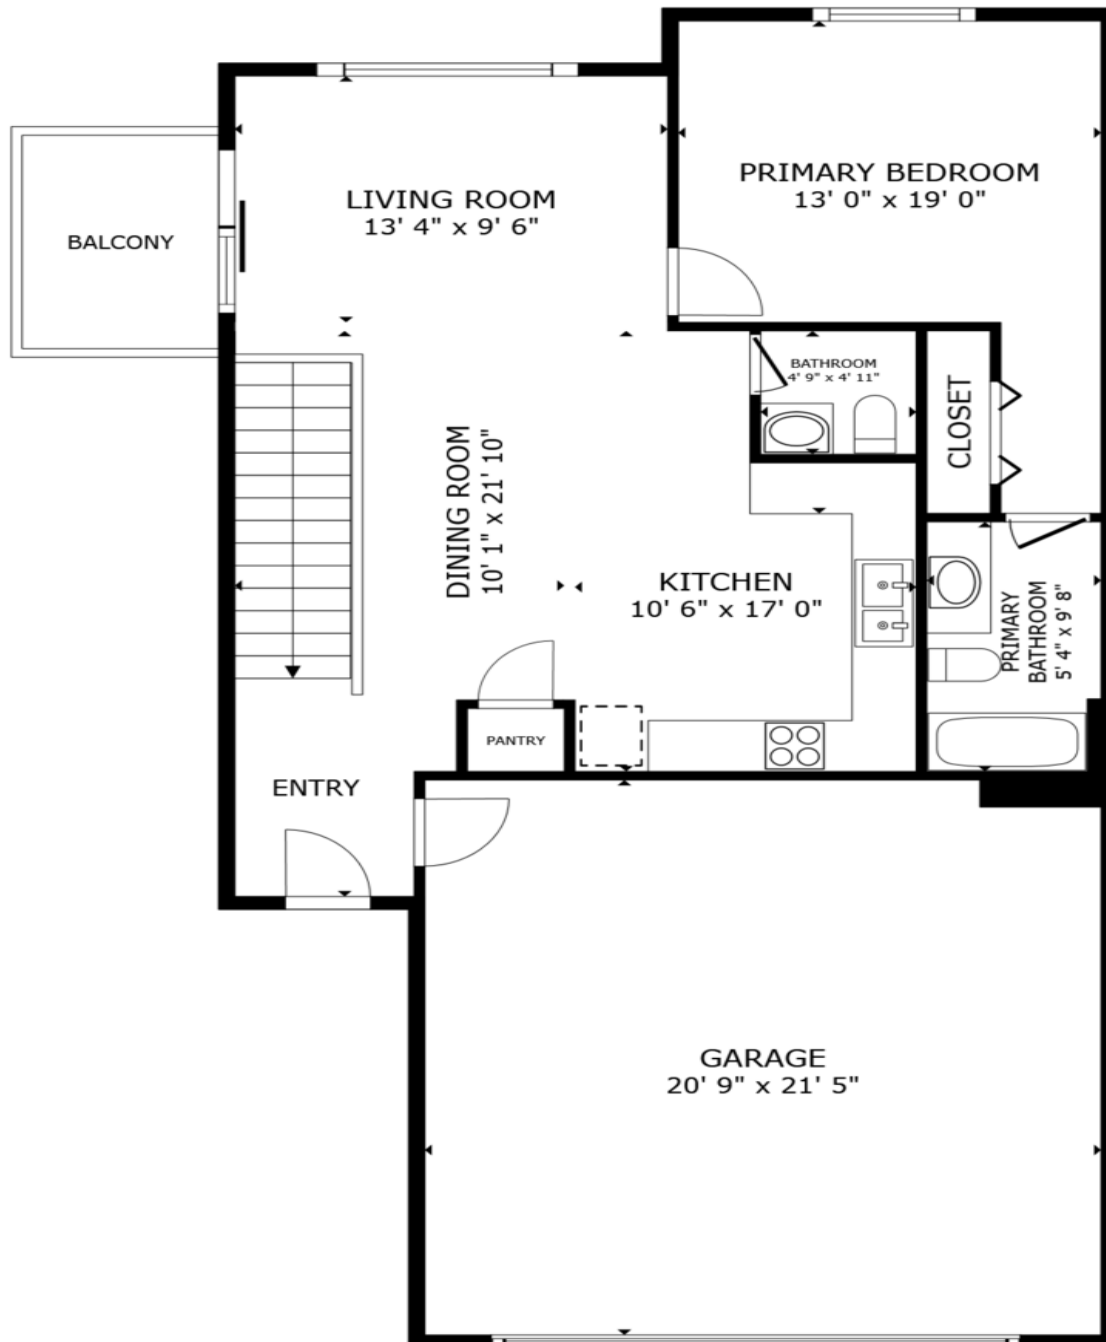 PRIMARY BEDROOM
13' 0" x 19' 0"
LIVING ROOM
13' 4" x 9' 6"
BALCONY
BATHROOM
4' 9" x 4' 11"
CLOSET
DINING ROOM
10' 1" x 21' 10"
KITCHEN
10' 6" x 17' 0"
PRIMARY
BATHROOM
5' 4" x 9' 8"
PANTRY
ENTRY
GARAGE
20' 9" x 21' 5"